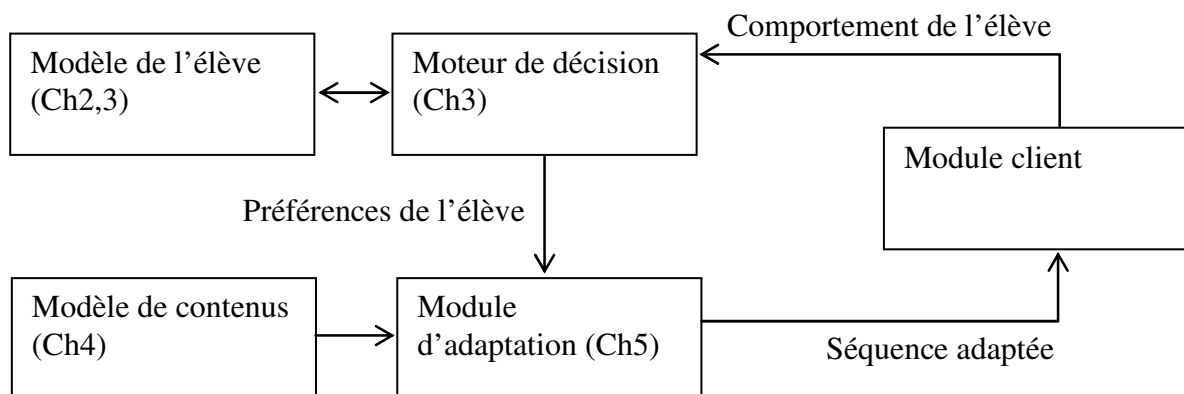 Comportement de l’élève
Modèle de l’élève
(Ch2,3)
Moteur de décision
(Ch3)
Module client
Préférences de l’élève
Modèle de contenus
(Ch4)
Module
d’adaptation (Ch5)
Séquence adaptée